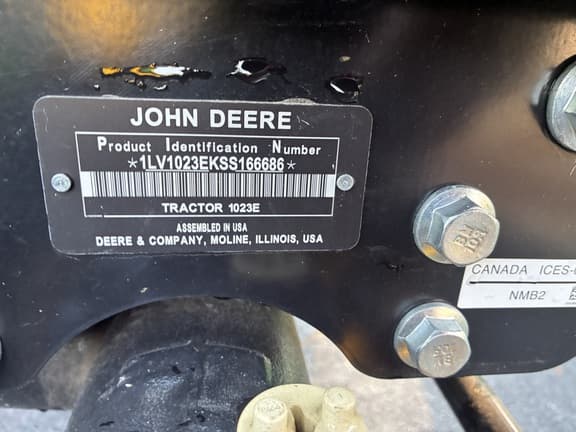 JOHN DEERE
Product Identification Number
*1LV1023EKSS166686*
TRACTOR 1023E
ASSEMBLED IN USA
DEERE & COMPANY, MOLINE, ILLINOIS, USA
CANADA ICES-
NMB2